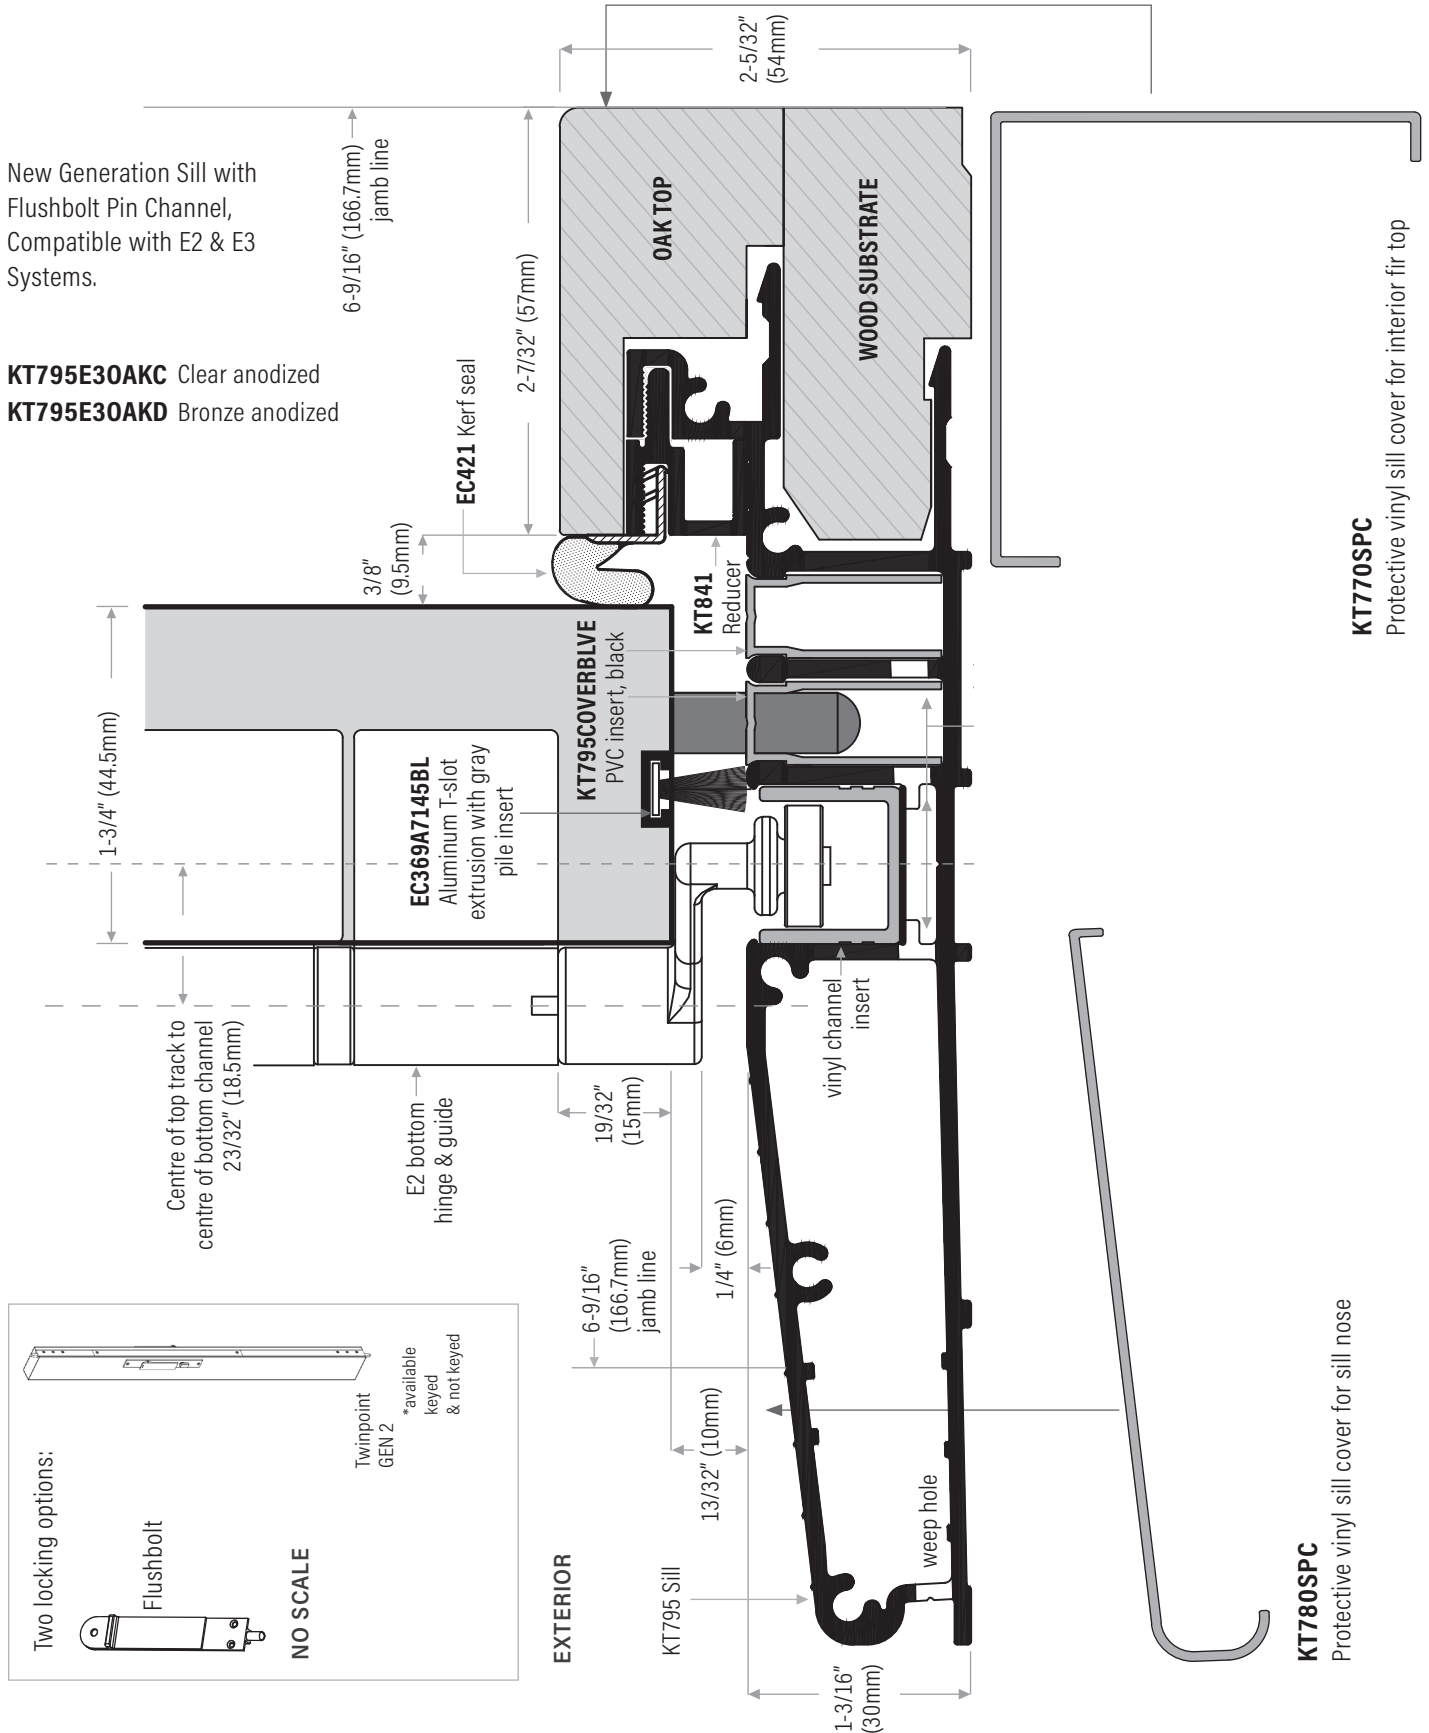 New Generation Sill with
Flushbolt Pin Channel,
Compatible with E2 & E3
Systems.
KT795E3OAKC Clear anodized
KT795E3OAKD Bronze anodized
6-9/16" (166.7mm)
jamb line
2-7/32" (57mm)
2-5/32"
(54mm)
OAK TOP
WOOD SUBSTRATE
EC421 Kerf seal
3/8"
(9.5mm)
KT841
Reducer
KT795COVERBLVE
PVC insert, black
1-3/4" (44.5mm)
EC369A7145BL
Aluminum T-slot
extrusion with gray
pile insert
Centre of top track to
centre of bottom channel
23/32" (18.5mm)
E2 bottom
hinge & guide
19/32"
(15mm)
vinyl channel
insert
1/4" (6mm)
6-9/16"
(166.7mm)
jamb line
13/32" (10mm)
KT795 Sill
weep hole
1-3/16"
(30mm)
EXTERIOR
Two locking options:
Flushbolt
Twinpoint
GEN 2
*available
keyed
& not keyed
NO SCALE
KT770SPC
Protective vinyl sill cover for interior fir top
KT780SPC
Protective vinyl sill cover for sill nose